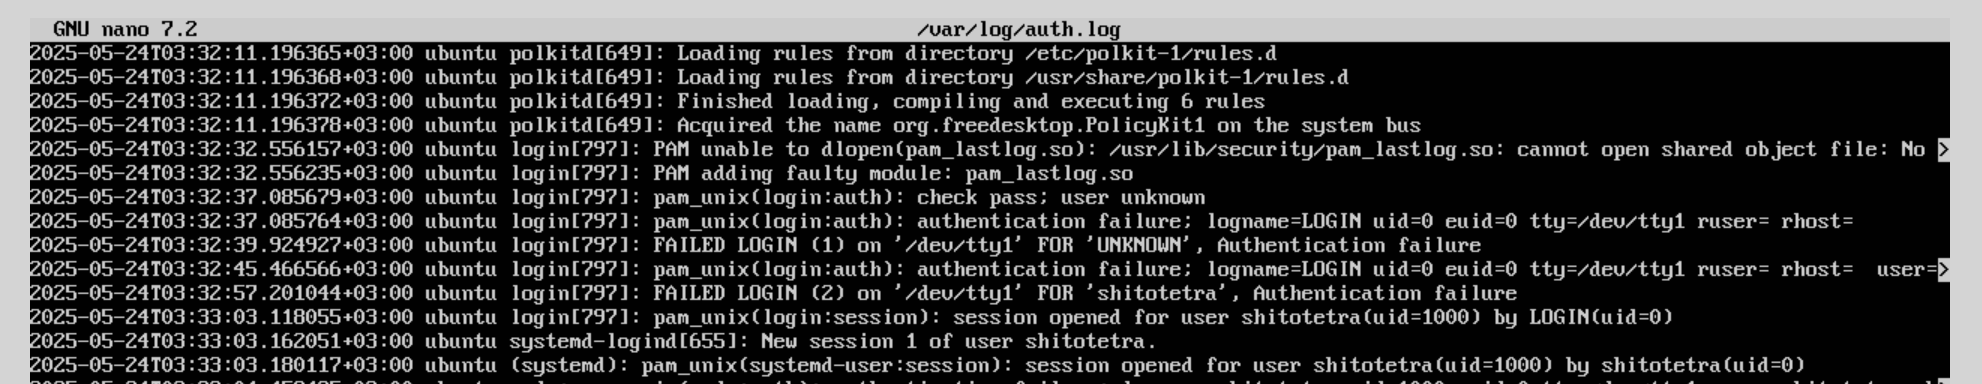 GNU nano 7.2 /var/log/auth.log
2025-05-24T03:32:11.196365+03:00 ubuntu polkitd[649]: Loading rules from directory /etc/polkit-1/rules.d
2025-05-24T03:32:11.196368+03:00 ubuntu polkitd[649]: Loading rules from directory /usr/share/polkit-1/rules.d
2025-05-24T03:32:11.196372+03:00 ubuntu polkitd[649]: Finished loading, compiling and executing 6 rules
2025-05-24T03:32:11.196378+03:00 ubuntu polkitd[649]: Acquired the name org.freedesktop.PolicyKit1 on the system bus
2025-05-24T03:32:32.556157+03:00 ubuntu login[797]: PAM unable to dlopen(pam_lastlog.so): /usr/lib/security/pam_lastlog.so: cannot open shared object file: No >
2025-05-24T03:32:32.556235+03:00 ubuntu login[797]: PAM adding faulty module: pam_lastlog.so
2025-05-24T03:32:37.085679+03:00 ubuntu login[797]: pam_unix(login:auth): check pass; user unknown
2025-05-24T03:32:37.085764+03:00 ubuntu login[797]: pam_unix(login:auth): authentication failure; logname=LOGIN uid=0 euid=0 tty=/dev/tty1 ruser= rhost=
2025-05-24T03:32:39.924927+03:00 ubuntu login[797]: FAILED LOGIN (1) on '/dev/tty1' FOR 'UNKNOWN', Authentication failure
2025-05-24T03:32:45.466566+03:00 ubuntu login[797]: pam_unix(login:auth): authentication failure; logname=LOGIN uid=0 euid=0 tty=/dev/tty1 ruser= rhost=  user=>
2025-05-24T03:32:57.201044+03:00 ubuntu login[797]: FAILED LOGIN (2) on '/dev/tty1' FOR 'shitotetra', Authentication failure
2025-05-24T03:33:03.118055+03:00 ubuntu login[797]: pam_unix(login:session): session opened for user shitotetra(uid=1000) by LOGIN(uid=0)
2025-05-24T03:33:03.162051+03:00 ubuntu systemd-logind[655]: New session 1 of user shitotetra.
2025-05-24T03:33:03.180117+03:00 ubuntu (systemd): pam_unix(systemd-user:session): session opened for user shitotetra(uid=1000) by shitotetra(uid=0)